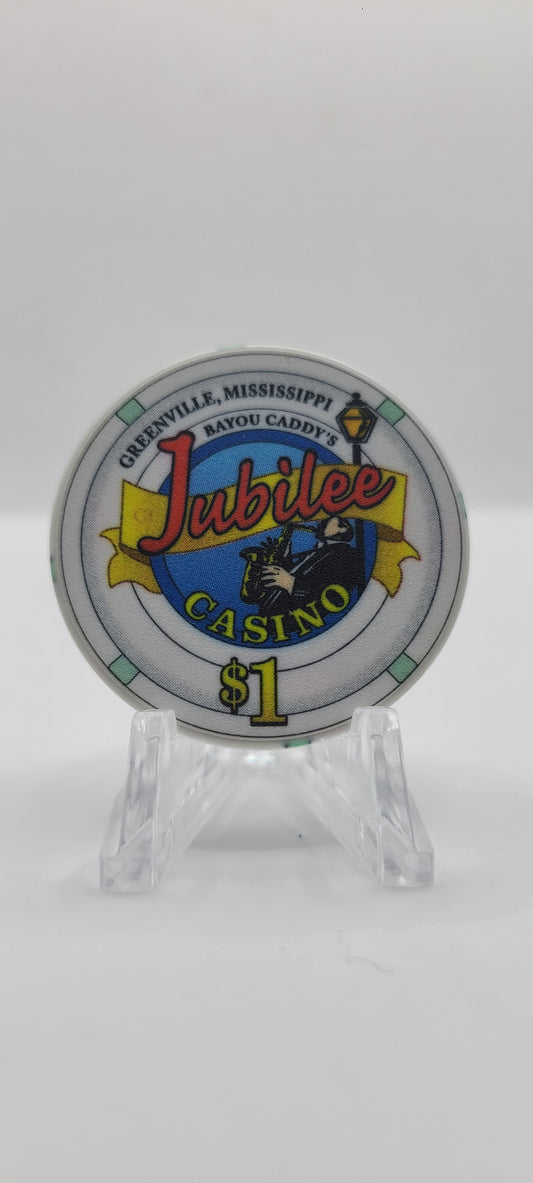 GREENVILLE, MISSISSIPPI
BAYOU CADDY'S
Jubilee
CASINO
$1